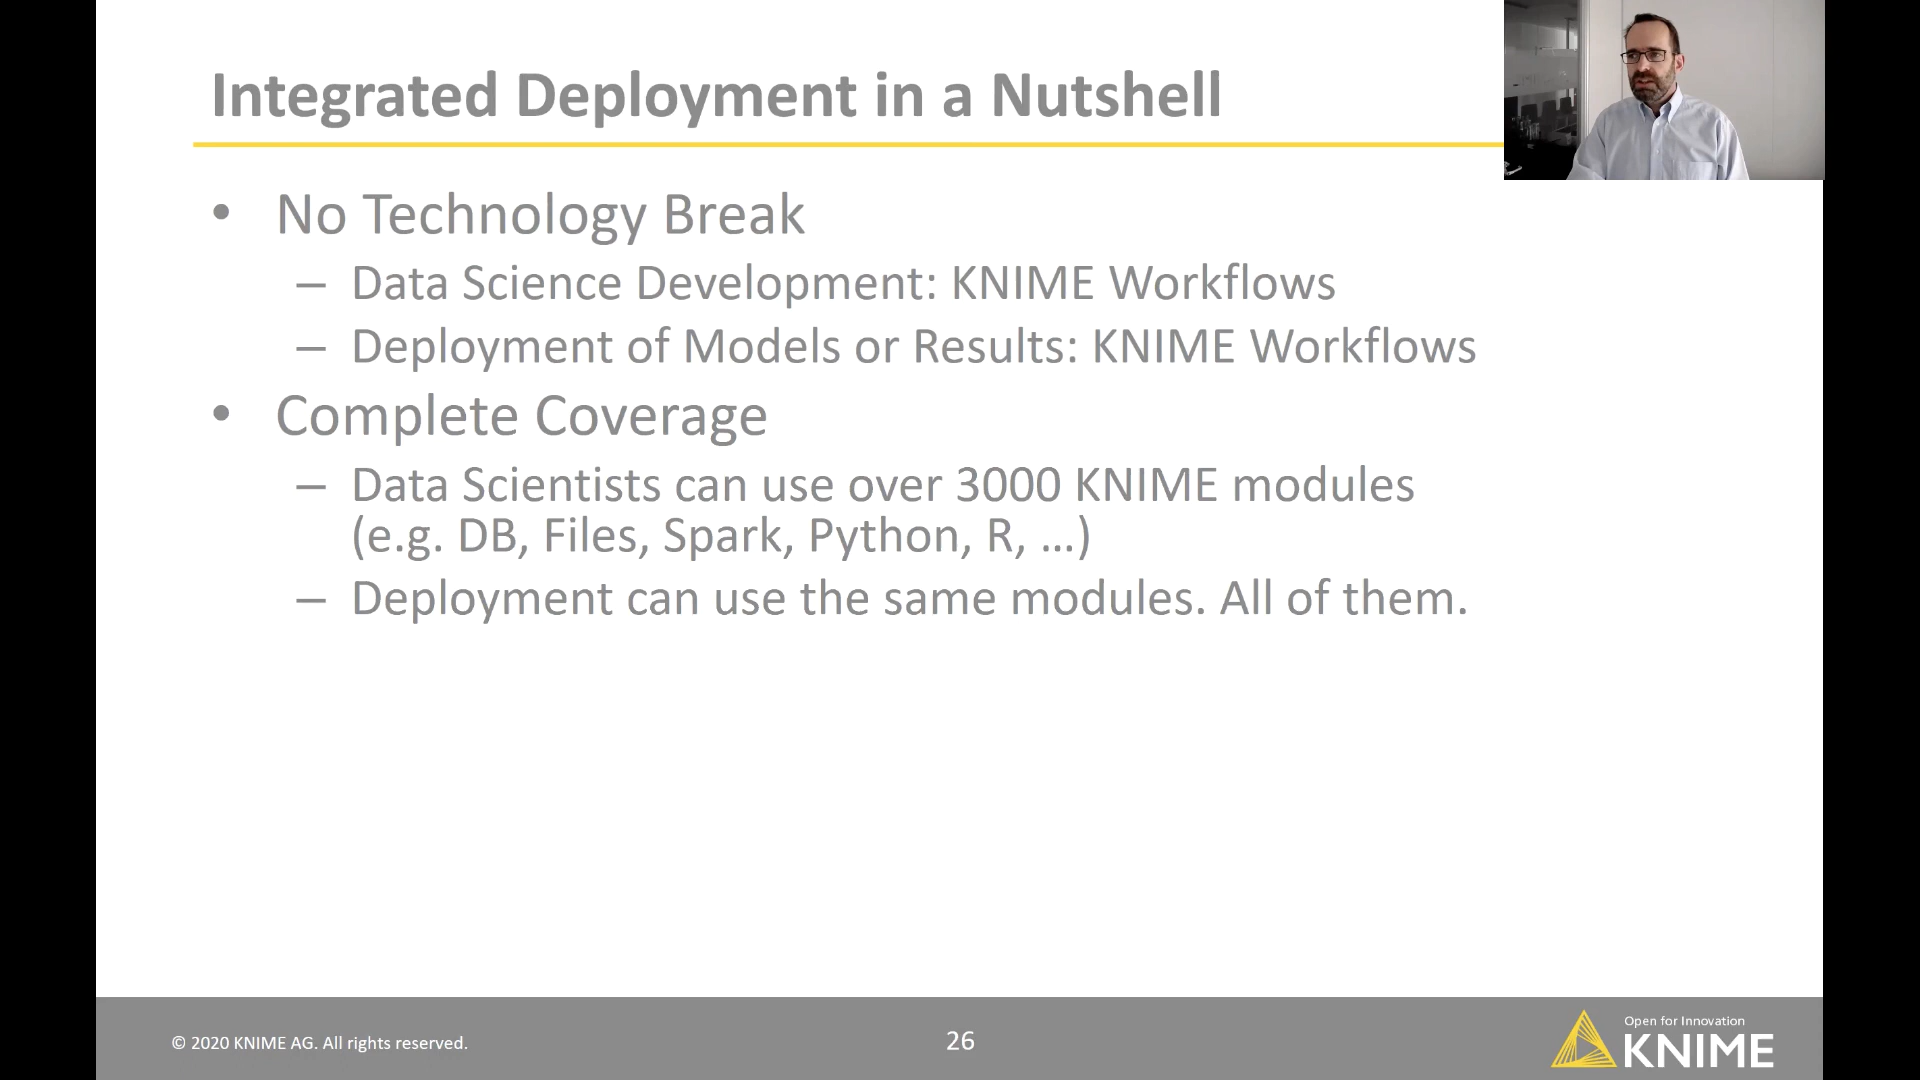 Integrated Deployment in a Nutshell
• No Technology Break
– Data Science Development: KNIME Workflows
– Deployment of Models or Results: KNIME Workflows
• Complete Coverage
– Data Scientists can use over 3000 KNIME modules
(e.g. DB, Files, Spark, Python, R, …)
– Deployment can use the same modules. All of them.
© 2020 KNIME AG. All rights reserved.
26
Open for Innovation
KNIME